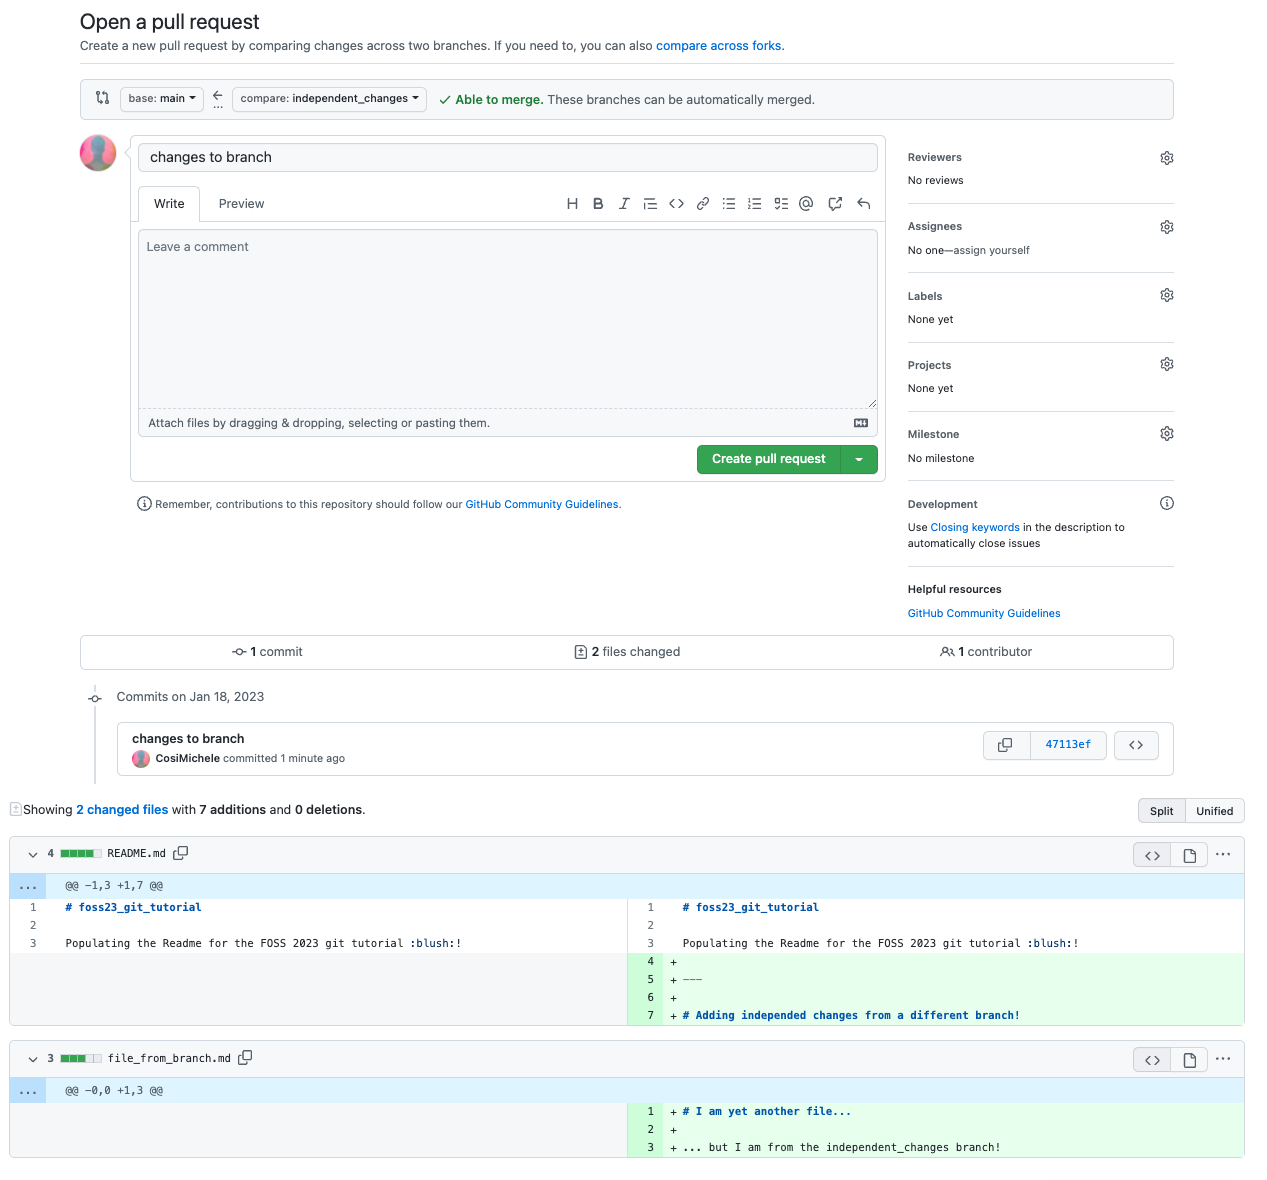 Open a pull request
Create a new pull request by comparing changes across two branches. If you need to, you can also compare across forks.
base: main
...
compare: independent_changes
Able to merge. These branches can be automatically merged.
changes to branch
Write
Preview
Leave a comment
Attach files by dragging & dropping, selecting or pasting them.
Create pull request
Remember, contributions to this repository should follow our GitHub Community Guidelines.
Reviewers
No reviews
Assignees
No one—assign yourself
Labels
None yet
Projects
None yet
Milestone
No milestone
Development
Use Closing keywords in the description to
automatically close issues
Helpful resources
GitHub Community Guidelines
1 commit
2 files changed
1 contributor
Commits on Jan 18, 2023
changes to branch
CosiMichele committed 1 minute ago
47113ef
Showing 2 changed files with 7 additions and 0 deletions.
Split
Unified
4 README.md
... @@ -1,3 +1,7 @@
1 # foss23_git_tutorial
2
3 Populating the Readme for the FOSS 2023 git tutorial :blush:!
1 # foss23_git_tutorial
2
3 Populating the Readme for the FOSS 2023 git tutorial :blush:!
4 +
5 + ---
6 +
7 + # Adding independed changes from a different branch!
3 file_from_branch.md
... @@ -0,0 +1,3 @@
1 + # I am yet another file...
2 +
3 + ... but I am from the independent_changes branch!